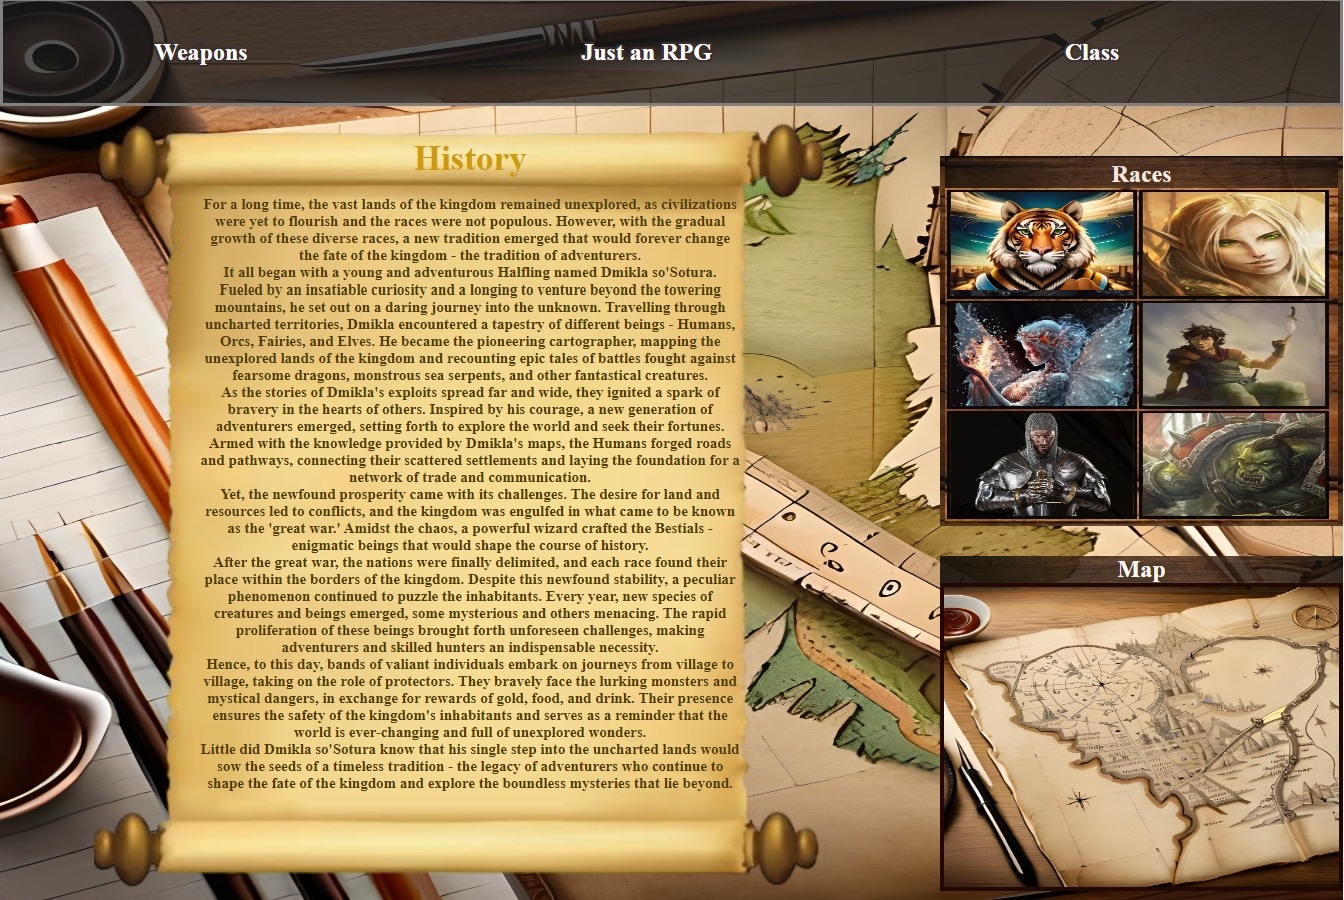 Weapons
Just an RPG
Class
History
For a long time, the vast lands of the kingdom remained unexplored, as civilizations
were yet to flourish and the races were not populous. However, with the gradual
growth of these diverse races, a new tradition emerged that would forever change
the fate of the kingdom - the tradition of adventurers.
It all began with a young and adventurous Halfling named Dmikla so'Sotura.
Fueled by an insatiable curiosity and a longing to venture beyond the towering
mountains, he set out on a daring journey into the unknown. Travelling through
uncharted territories, Dmikla encountered a tapestry of different beings - Humans,
Orcs, Fairies, and Elves. He became the pioneering cartographer, mapping the
unexplored lands of the kingdom and recounting epic tales of battles fought against
fearsome dragons, monstrous sea serpents, and other fantastical creatures.
As the stories of Dmikla's exploits spread far and wide, they ignited a spark of
bravery in the hearts of others. Inspired by his courage, a new generation of
adventurers emerged, setting forth to explore the world and seek their fortunes.
Armed with the knowledge provided by Dmikla's maps, the Humans forged roads
and pathways, connecting their scattered settlements and laying the foundation for a
network of trade and communication.
Yet, the newfound prosperity came with its challenges. The desire for land and
resources led to conflicts, and the kingdom was engulfed in what came to be known
as the 'great war.' Amidst the chaos, a powerful wizard crafted the Bestials -
enigmatic beings that would shape the course of history.
After the great war, the nations were finally delimited, and each race found their
place within the borders of the kingdom. Despite this newfound stability, a peculiar
phenomenon continued to puzzle the inhabitants. Every year, new species of
creatures and beings emerged, some mysterious and others menacing. The rapid
proliferation of these beings brought forth unforeseen challenges, making
adventurers and skilled hunters an indispensable necessity.
Hence, to this day, bands of valiant individuals embark on journeys from village to
village, taking on the role of protectors. They bravely face the lurking monsters and
mystical dangers, in exchange for rewards of gold, food, and drink. Their presence
ensures the safety of the kingdom's inhabitants and serves as a reminder that the
world is ever-changing and full of unexplored wonders.
Little did Dmikla so'Sotura know that his single step into the uncharted lands would
sow the seeds of a timeless tradition - the legacy of adventurers who continue to
shape the fate of the kingdom and explore the boundless mysteries that lie beyond.
Races
Map